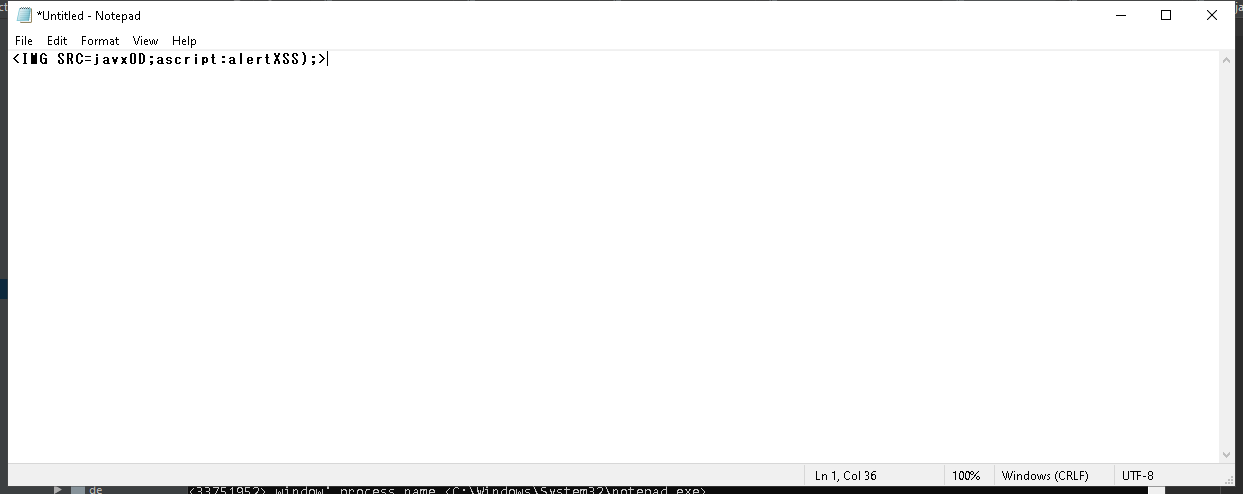 *Untitled - Notepad
File Edit Format View Help
<IMG SRC=javx0D;ascript:alertXSS);>
Ln 1, Col 36 100% Windows (CRLF) UTF-8
de <33751952> window' process name <C:\Windows\System32\notepad.exe>